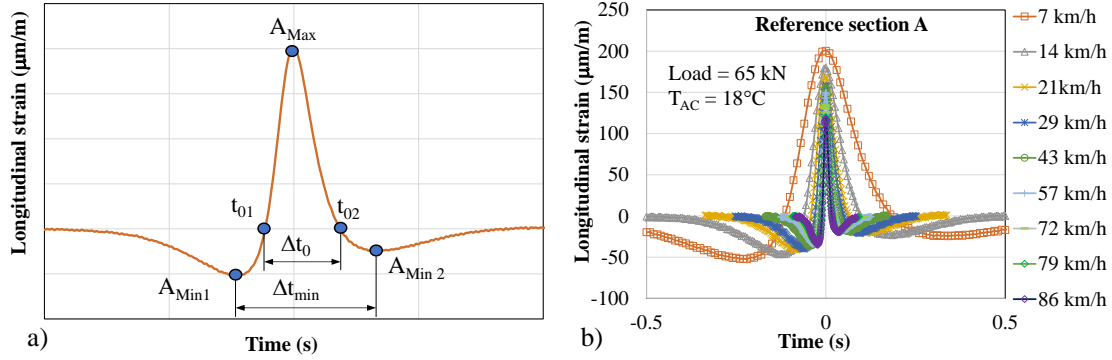 Longitudinal strain (μm/m)
A_Max
t_01
t_02
Δt_0
A_Min1
A_Min 2
Δt_min
Time (s)
a)
Longitudinal strain (μm/m)
250
200
150
100
50
0
-50
-100
Reference section A
Load = 65 kN
T_AC = 18°C
-0.5
0
0.5
Time (s)
b)
7 km/h
14 km/h
21km/h
29 km/h
43 km/h
57 km/h
72 km/h
79 km/h
86 km/h